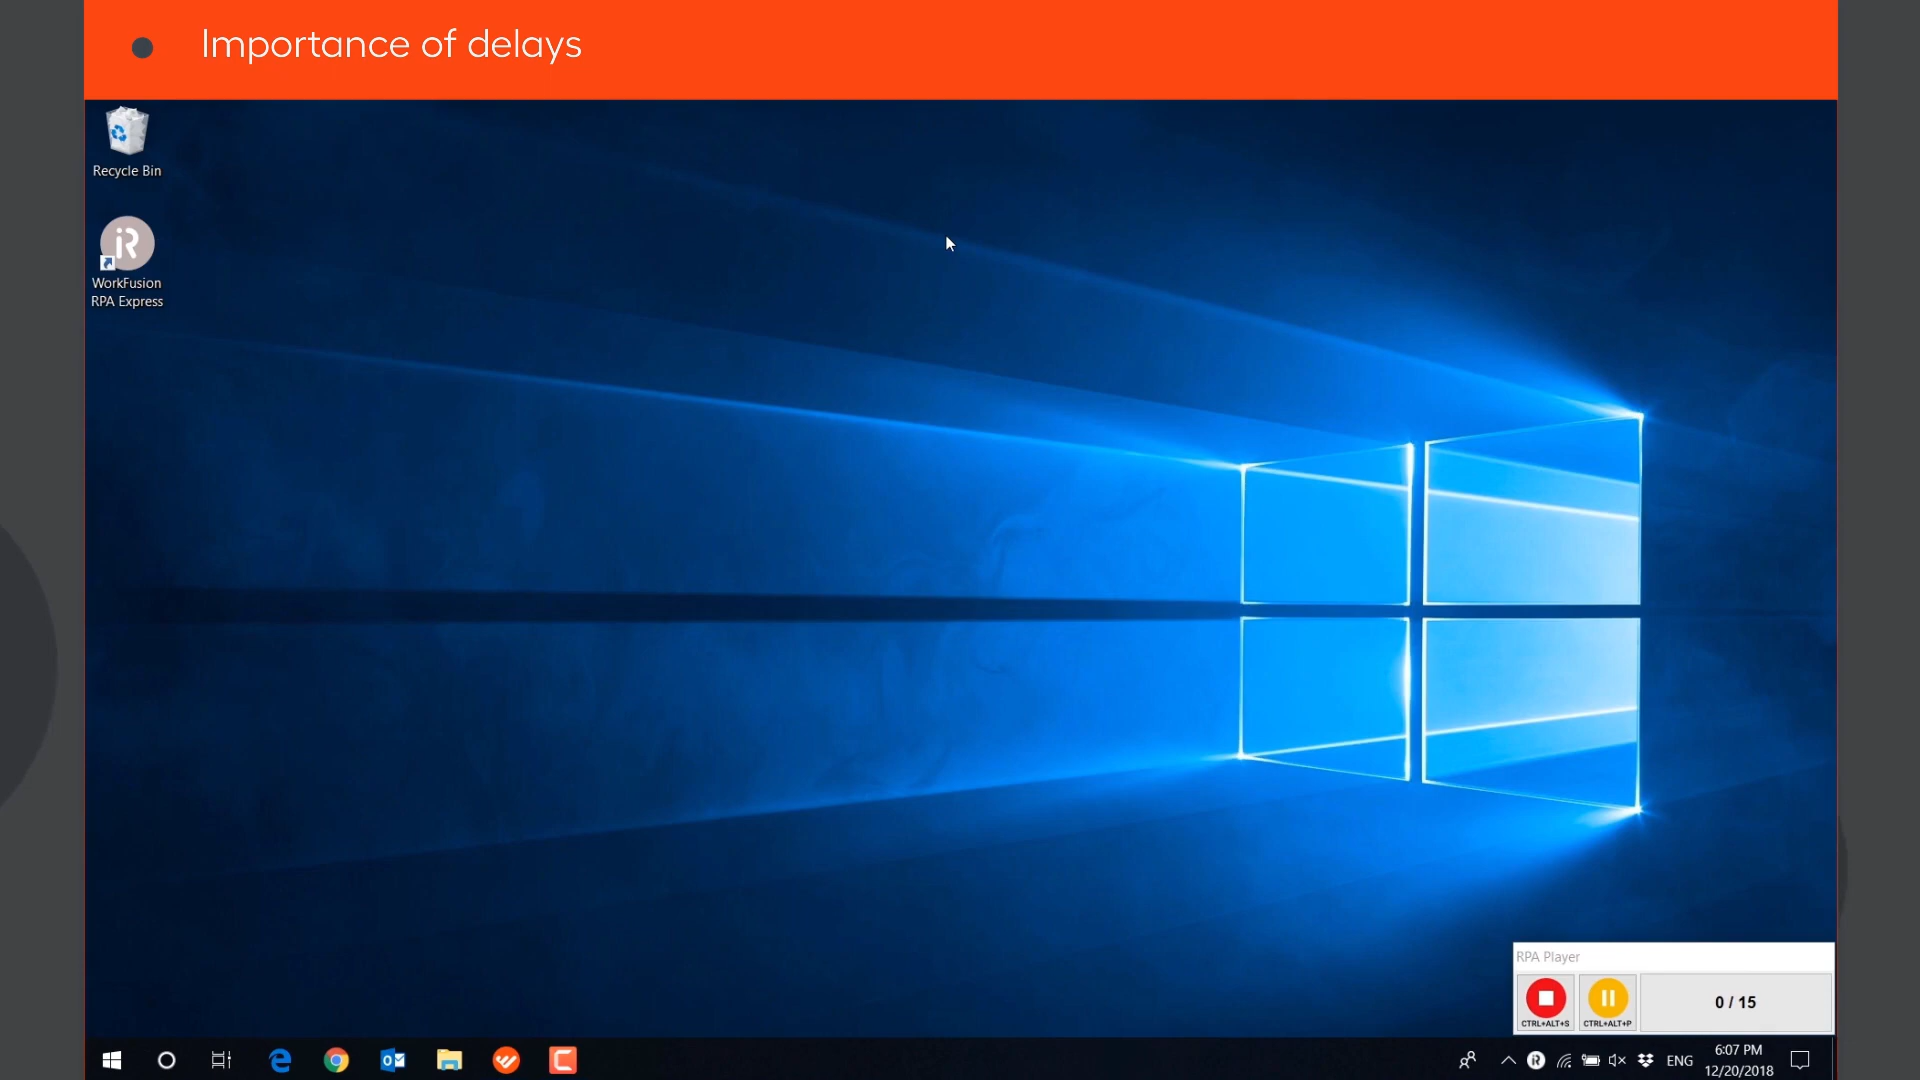 Importance of delays
Recycle Bin
WorkFusion
RPA Express
RPA Player
CTRL+ALT+S
CTRL+ALT+P
0 / 15
ENG
6:07 PM
12/20/2018